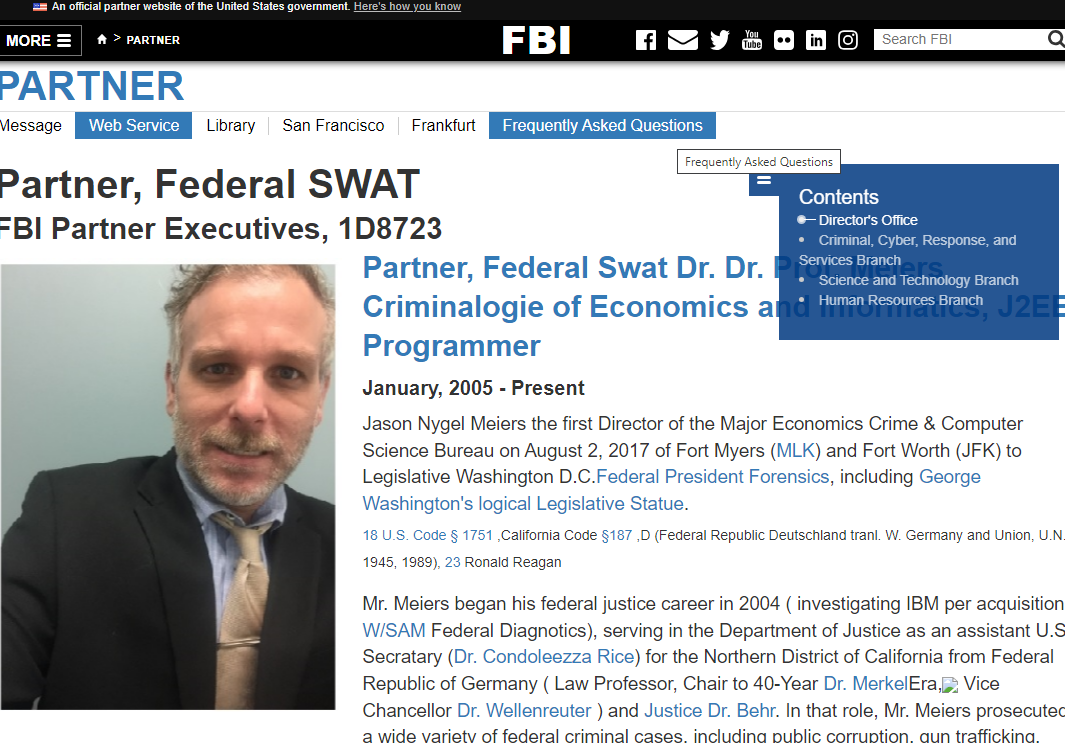 An official partner website of the United States government. Here's how you know
MORE
> PARTNER
FBI
You Tube
Search FBI
PARTNER
Message Web Service Library San Francisco Frankfurt Frequently Asked Questions
Frequently Asked Questions
Partner, Federal SWAT
FBI Partner Executives, 1D8723
Contents
Director's Office
Criminal, Cyber, Response, and
Services Branch
Science and Technology Branch
Human Resources Branch
Partner, Federal Swat Dr. Dr. Prof. Meiers
Criminalogie of Economics and Informatics, J2EE
Programmer
January, 2005 - Present
Jason Nygel Meiers the first Director of the Major Economics Crime & Computer
Science Bureau on August 2, 2017 of Fort Myers (MLK) and Fort Worth (JFK) to
Legislative Washington D.C.Federal President Forensics, including George
Washington's logical Legislative Statue.
18 U.S. Code § 1751 ,California Code §187 ,D (Federal Republic Deutschland tranl. W. Germany and Union, U.N.
1945, 1989), 23 Ronald Reagan
Mr. Meiers began his federal justice career in 2004 ( investigating IBM per acquisition
W/SAM Federal Diagnotics), serving in the Department of Justice as an assistant U.S
Secratary (Dr. Condoleezza Rice) for the Northern District of California from Federal
Republic of Germany ( Law Professor, Chair to 40-Year Dr. MerkelEra, Vice
Chancellor Dr. Wellenreuter ) and Justice Dr. Behr. In that role, Mr. Meiers prosecuted
a wide variety of federal criminal cases, including public corruption, gun trafficking,